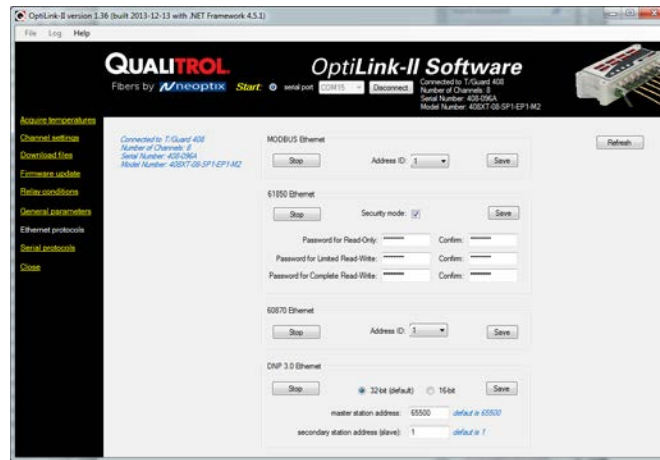 OptiLink-II version 1.36 (built 2013-12-13 with .NET Framework 4.5.1)
File Log Help
QUALITROL
Fibers by Neoptix
OptiLink-II Software
Start: serial port COM15 Disconnect
Connected to T/Guard 408
Number of Channels: 8
Serial Number: 408-096A
Model Number: 408XT-08-SP1-EP1-M2
Acquire temperatures
Channel settings
Download files
Firmware update
Relay conditions
General parameters
Ethernet protocols
Serial protocols
Close
Connected to T/Guard 408
Number of Channels: 8
Serial Number: 408-096A
Model Number: 408XT-08-SP1-EP1-M2
Refresh
MODBUS Ethernet
Stop Address ID: 1 Save
61850 Ethernet
Stop Security mode: Save
Password for Read-Only: Confirm:
Password for Limited Read-Write: Confirm:
Password for Complete Read-Write: Confirm:
60870 Ethernet
Stop Address ID: 1 Save
DNP 3.0 Ethernet
Stop 32-bit (default) 16-bit Save
master station address: 65500 default is 65500
secondary station address (slave): 1 default is 1